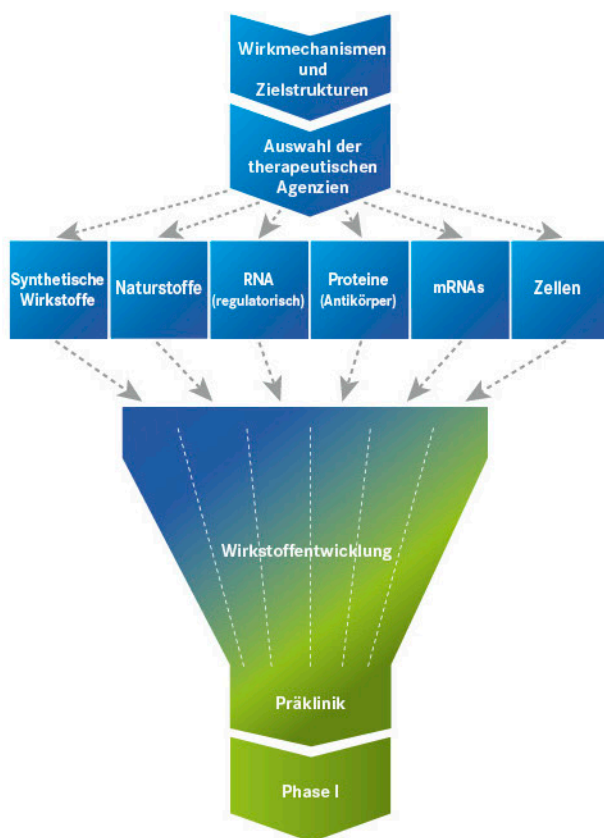 Wirkmechanismen
und
Zielstrukturen
Auswahl der
therapeutischen
Agenzien
Synthetische
Wirkstoffe
Naturstoffe
RNA
(regulatorisch)
Proteine
(Antikörper)
mRNAs
Zellen
Wirkstoffentwicklung
Präklinik
Phase I